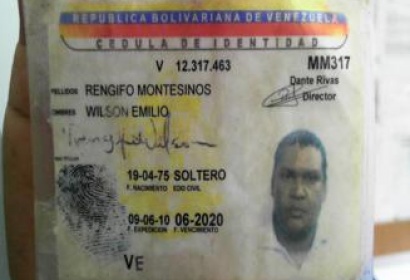 REPUBLICA BOLIVARIANA DE VENEZUELA
CEDULA DE IDENTIDAD
V 12.317.463 MM317
Dante Rivas
Director
APELLIDOS RENGIFO MONTESINOS
NOMBRES WILSON EMILIO
19-04-75 SOLTERO
F. NACIMIENTO EDO CIVIL
09-06-10 06-2020
F. EXPEDICION F. VENCIMIENTO
VE